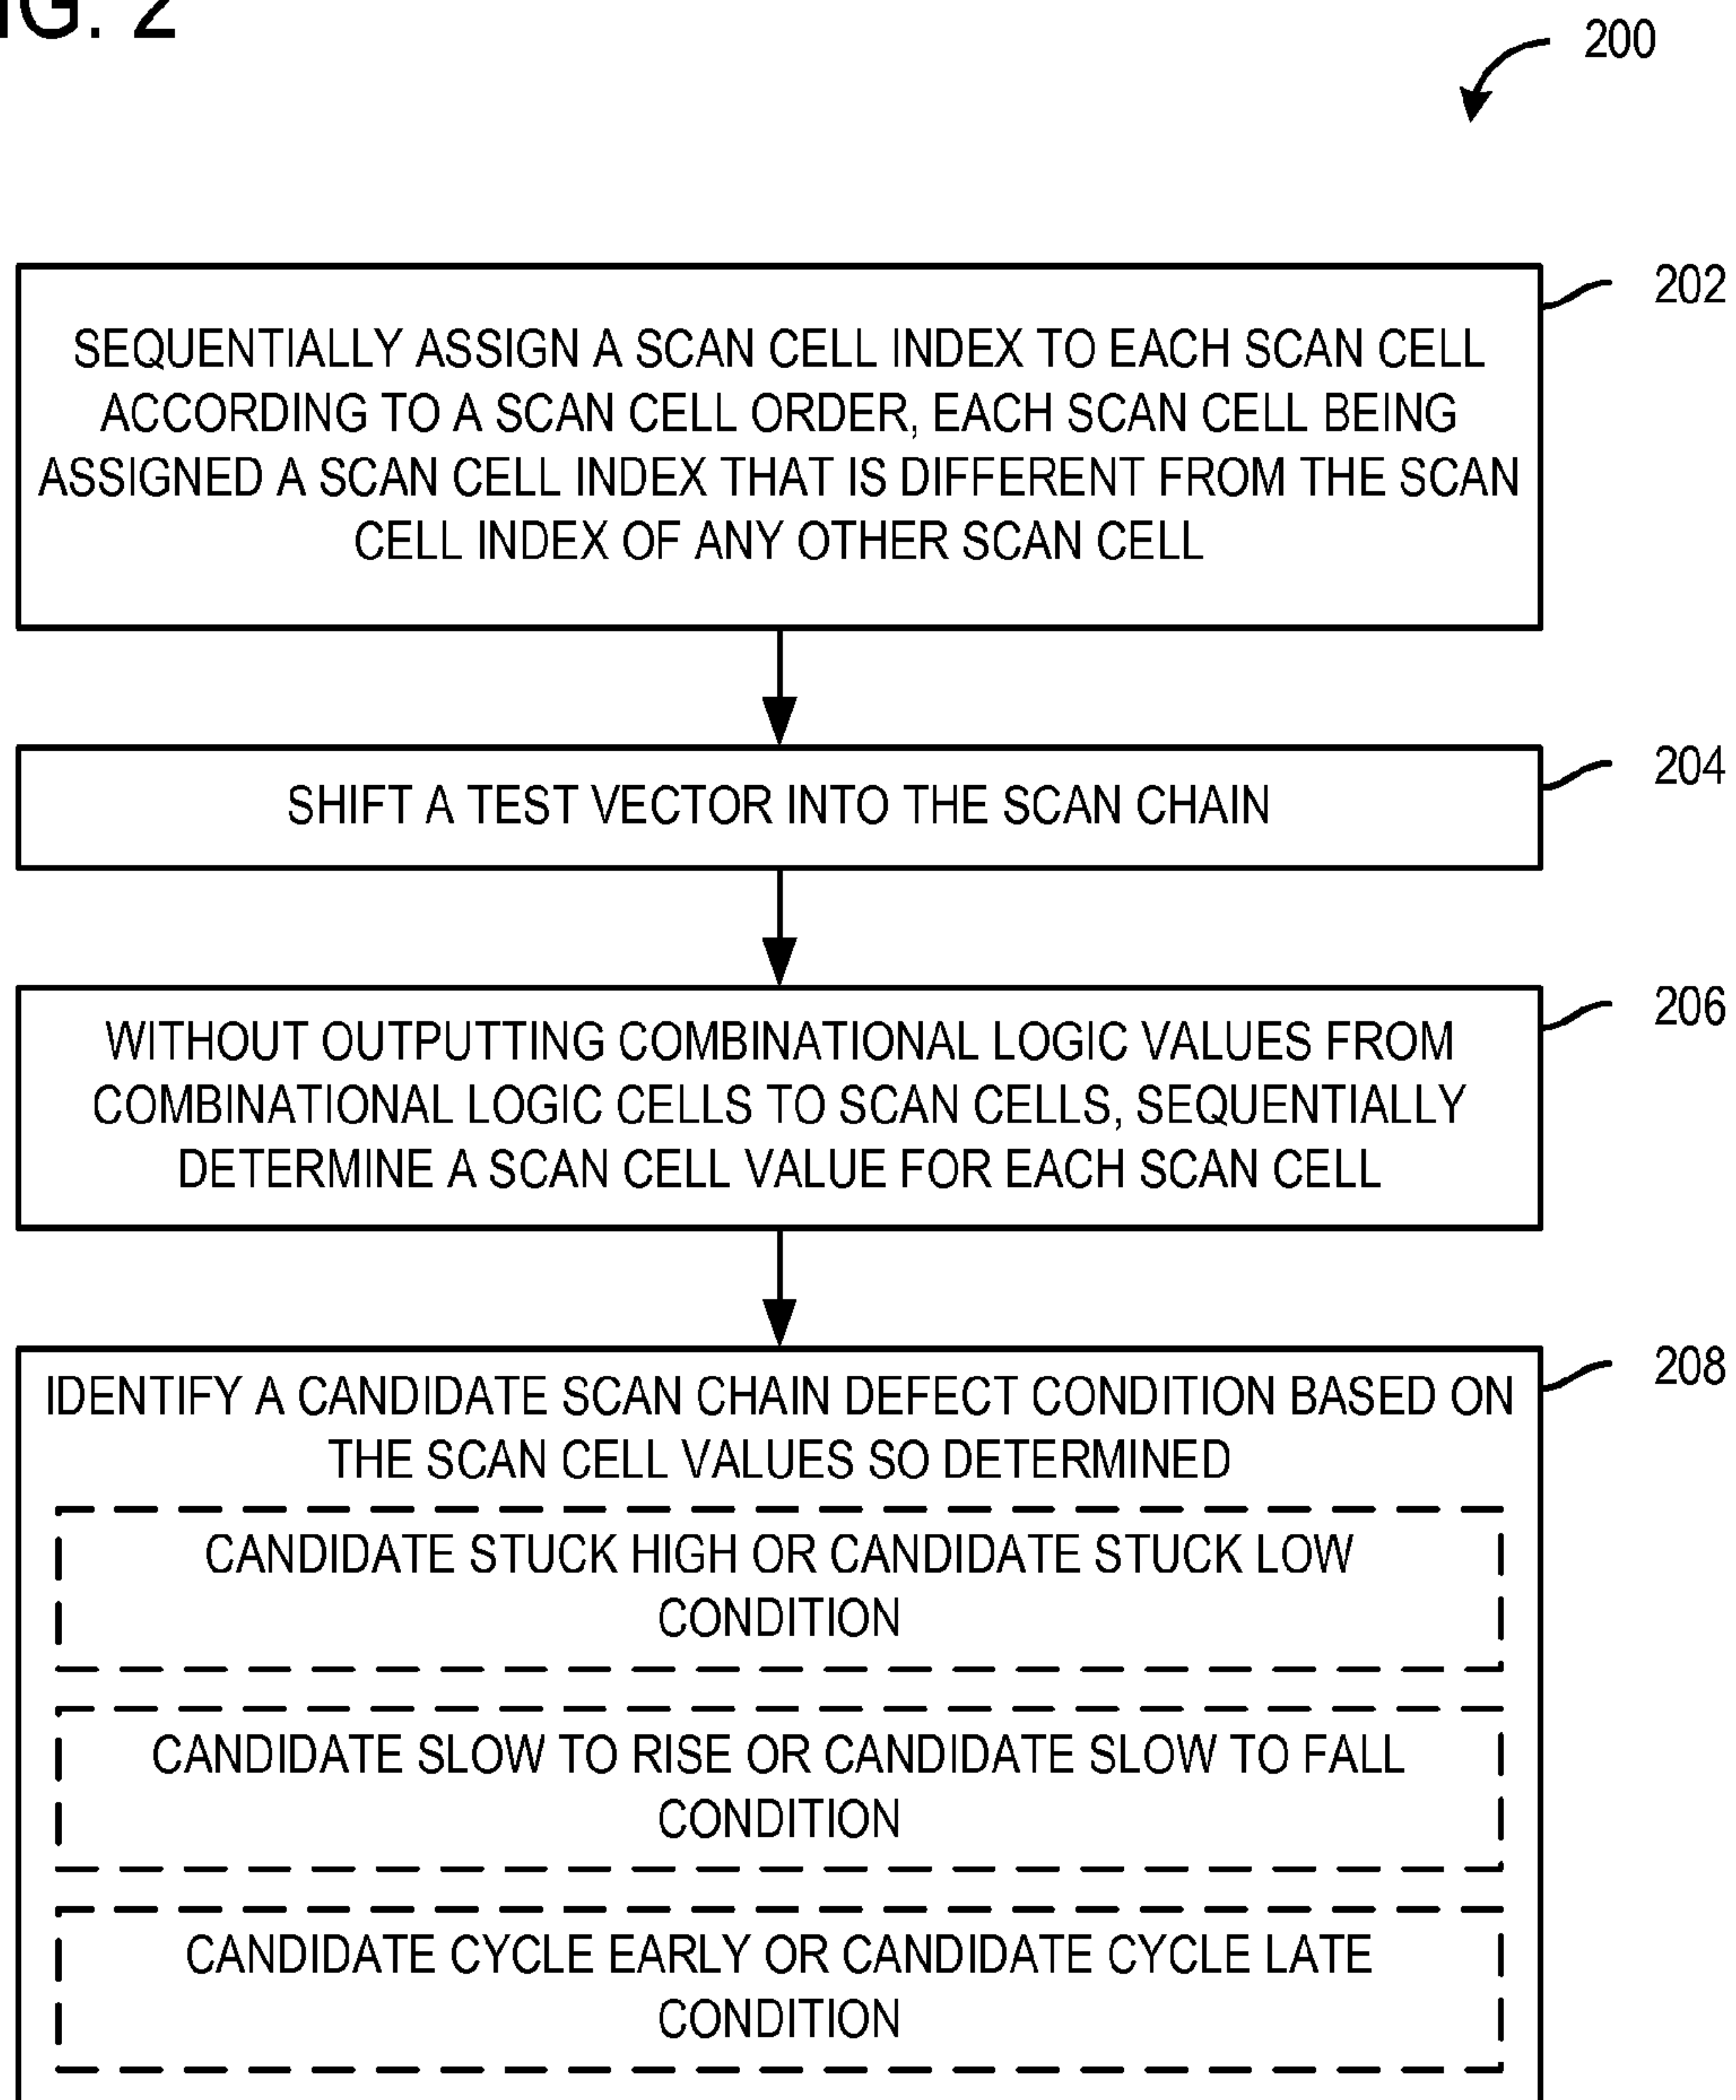 IG. 2
200
202
SEQUENTIALLY ASSIGN A SCAN CELL INDEX TO EACH SCAN CELL
ACCORDING TO A SCAN CELL ORDER, EACH SCAN CELL BEING
ASSIGNED A SCAN CELL INDEX THAT IS DIFFERENT FROM THE SCAN
CELL INDEX OF ANY OTHER SCAN CELL
204
SHIFT A TEST VECTOR INTO THE SCAN CHAIN
206
WITHOUT OUTPUTTING COMBINATIONAL LOGIC VALUES FROM
COMBINATIONAL LOGIC CELLS TO SCAN CELLS, SEQUENTIALLY
DETERMINE A SCAN CELL VALUE FOR EACH SCAN CELL
208
IDENTIFY A CANDIDATE SCAN CHAIN DEFECT CONDITION BASED ON
THE SCAN CELL VALUES SO DETERMINED
CANDIDATE STUCK HIGH OR CANDIDATE STUCK LOW
CONDITION
CANDIDATE SLOW TO RISE OR CANDIDATE SLOW TO FALL
CONDITION
CANDIDATE CYCLE EARLY OR CANDIDATE CYCLE LATE
CONDITION